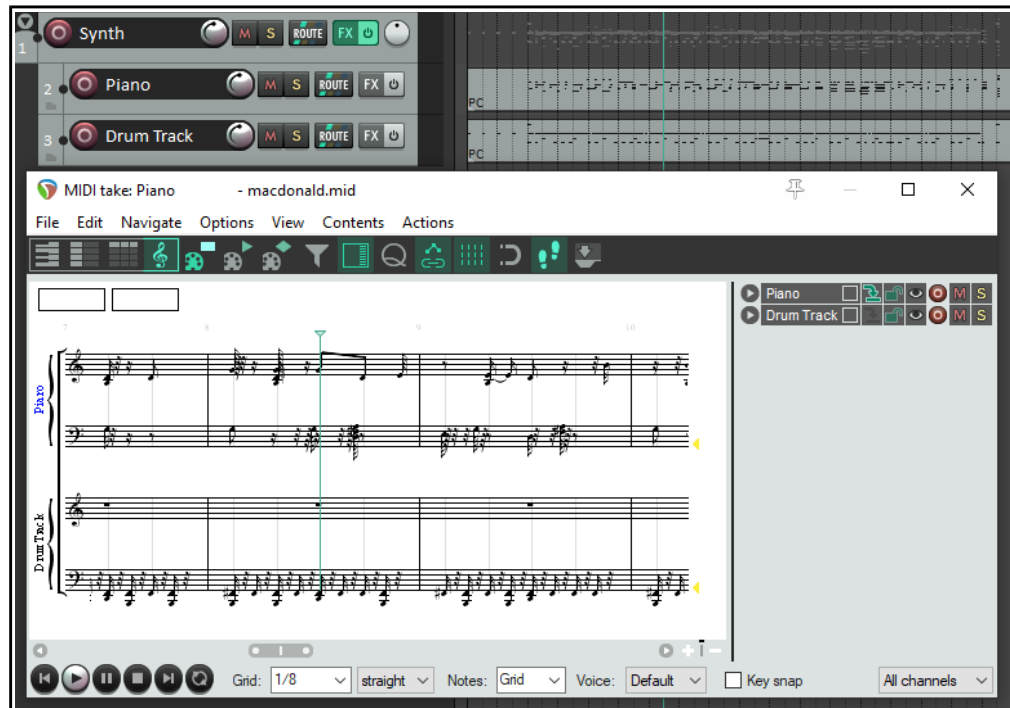 1 Synth M S ROUTE FX
2 Piano M S ROUTE FX
PC
3 Drum Track M S ROUTE FX
PC
MIDI take: Piano - macdonald.mid
File Edit Navigate Options View Contents Actions
Piano M S
Drum Track M S
7 8 9 10
Piano
Drum Track
Grid: 1/8 straight Notes: Grid Voice: Default Key snap All channels